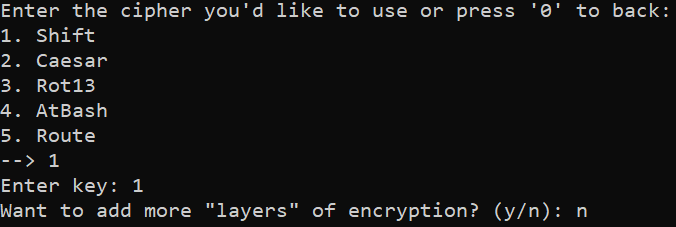 Enter the cipher you'd like to use or press '0' to back:
1. Shift
2. Caesar
3. Rot13
4. AtBash
5. Route
--> 1
Enter key: 1
Want to add more "layers" of encryption? (y/n): n